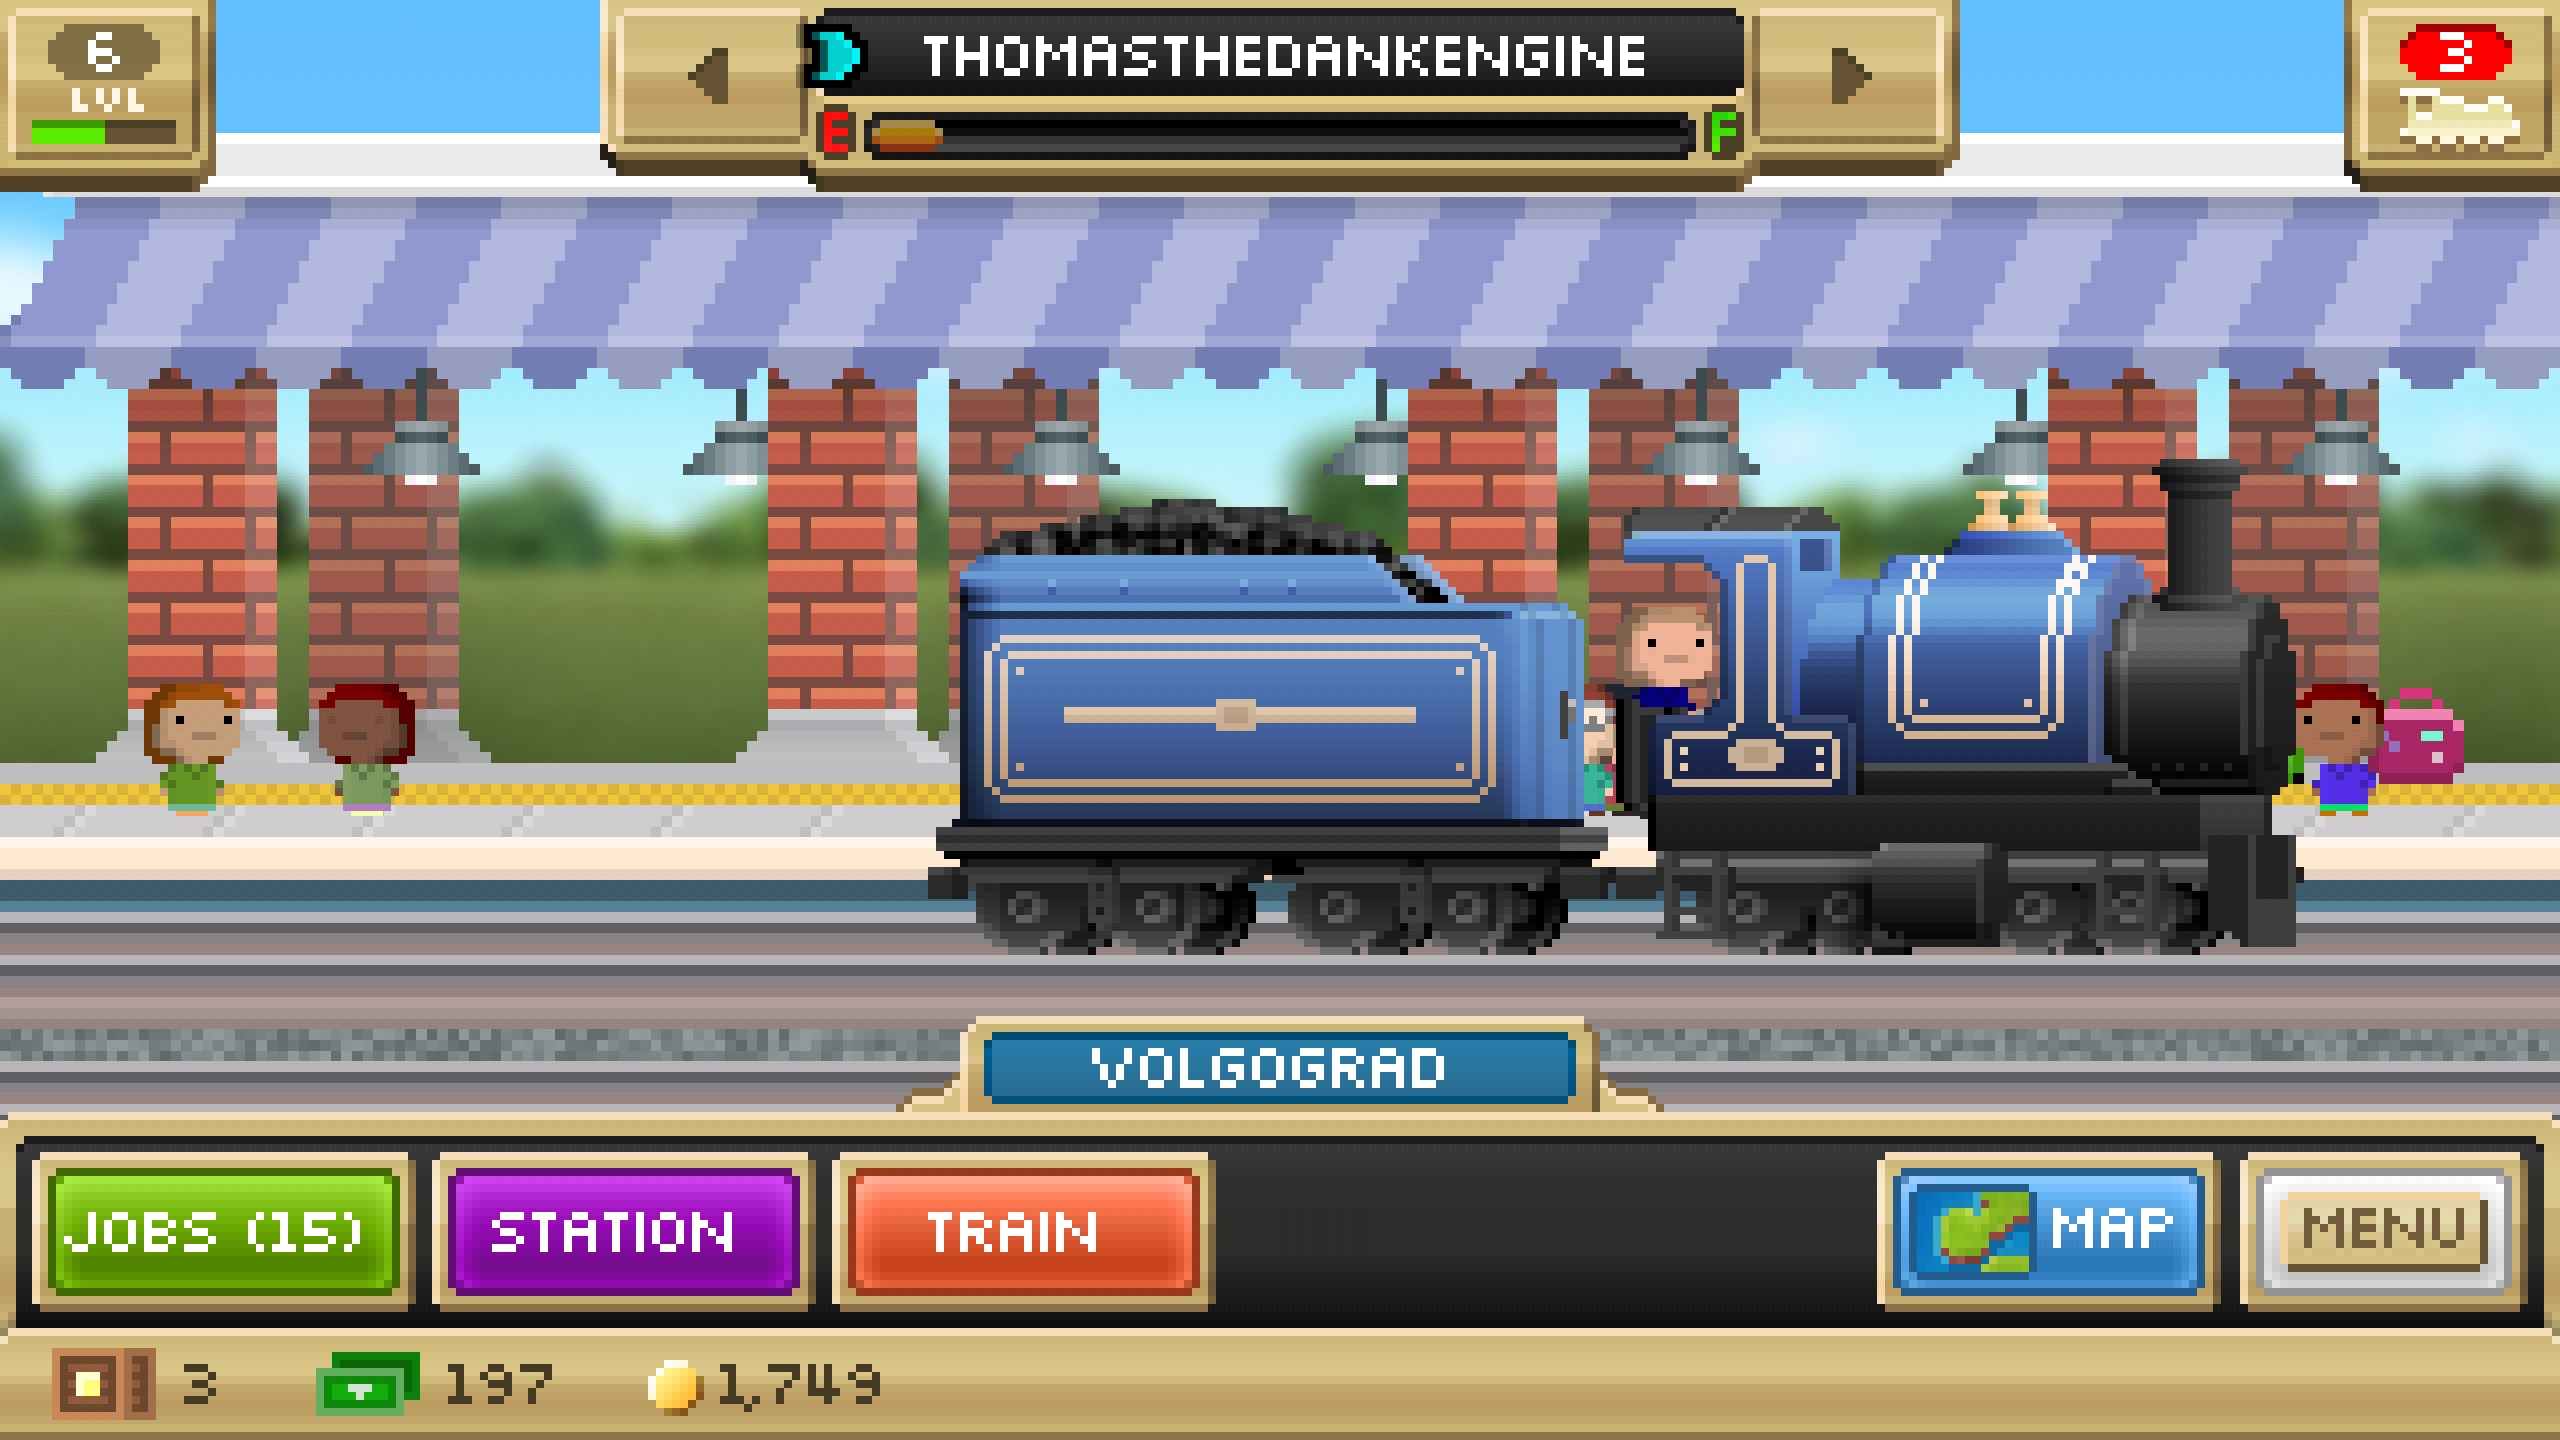 6
LVL
THOMASTHEDANKENGINE
E F
3
VOLGOGRAD
JOBS (15) STATION TRAIN MAP MENU
3 197 1,749